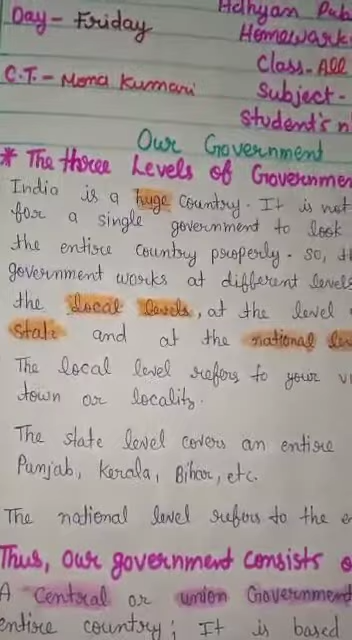 Day - Friday
Homework
Class - All
C.T. - Mona Kumari
Subject -
Student's
Our Government
* The three Levels of
India is a huge country. It is not
for a single government to look
the entire country properly. So,
government works at different levels
the local levels, at the level
state and at the national
The local level refers to your
town or locality.
The state level covers an entire
Punjab, Kerala, Bihar, etc.
The national level refers to the
Thus, our government consists
A Central or union Government
entire country; It is based